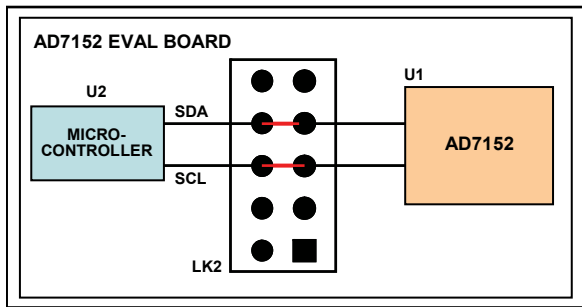 AD7152 EVAL BOARD
U2
SDA
MICRO-
CONTROLLER
SCL
LK2
U1
AD7152